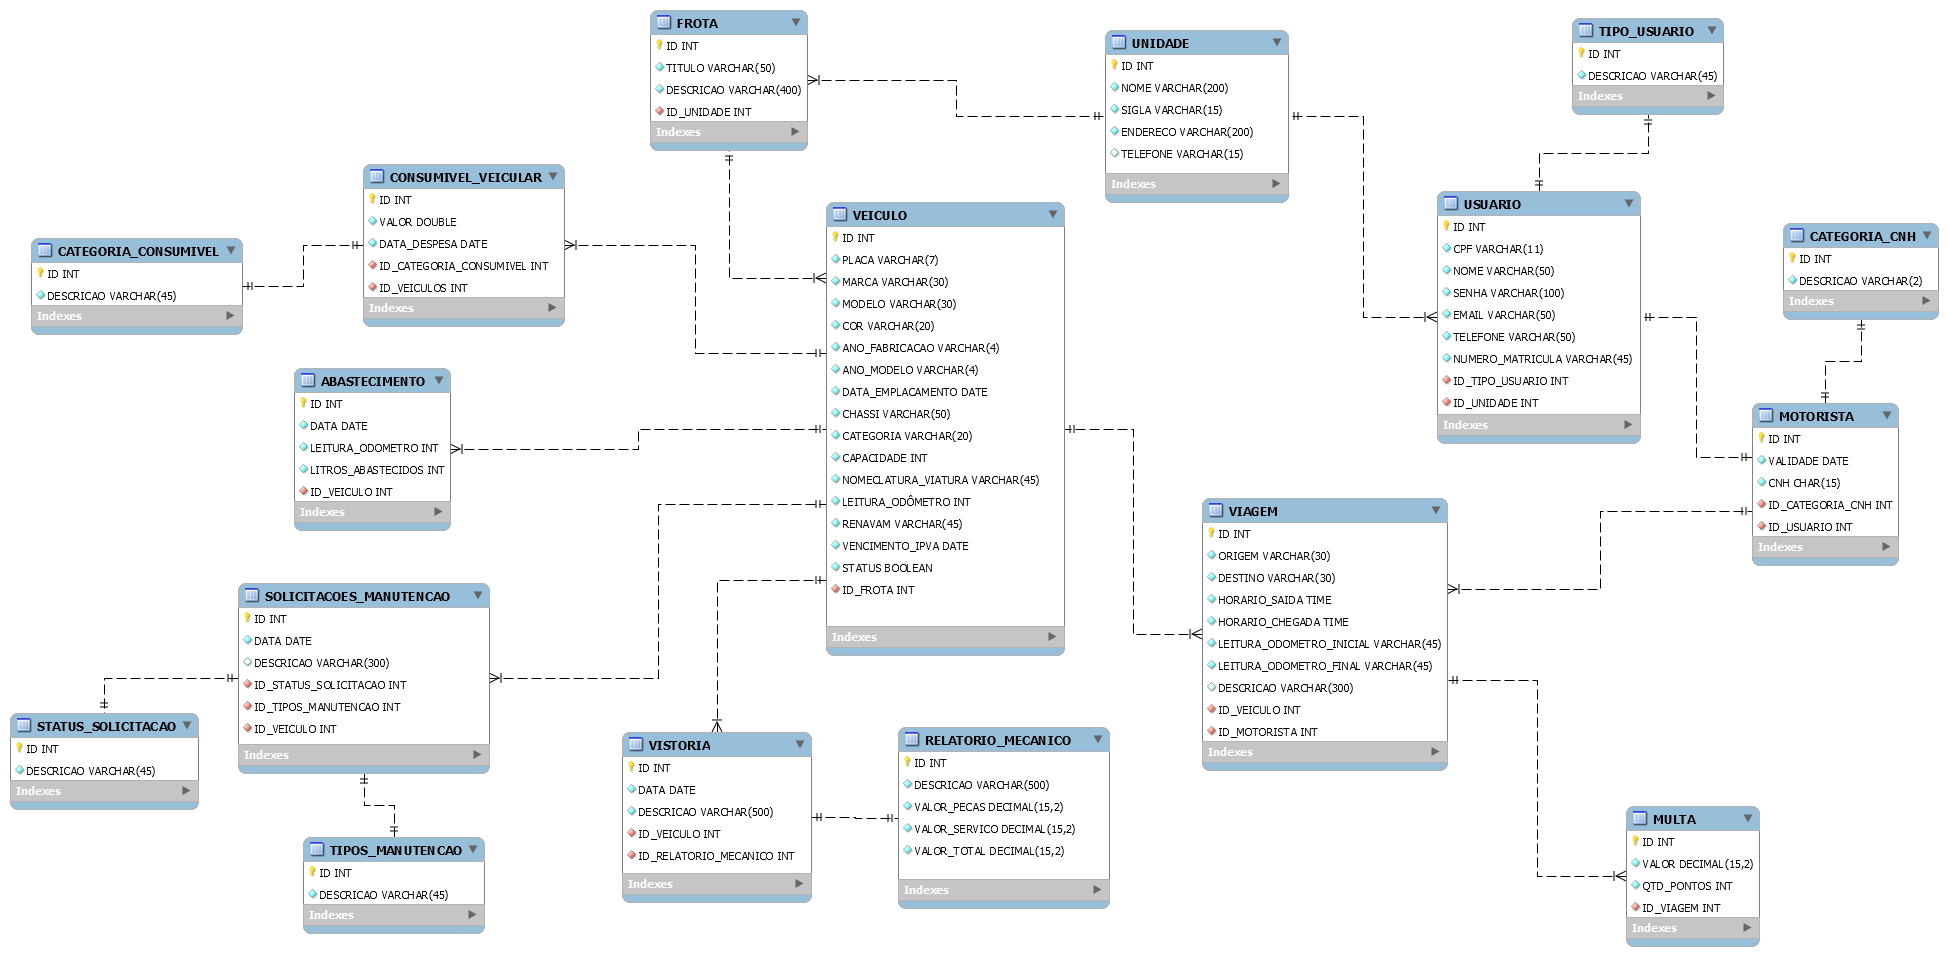 FROTA
ID INT
TITULO VARCHAR(50)
DESCRICAO VARCHAR(400)
ID_UNIDADE INT
Indexes
UNIDADE
ID INT
NOME VARCHAR(200)
SIGLA VARCHAR(15)
ENDERECO VARCHAR(200)
TELEFONE VARCHAR(15)
Indexes
TIPO_USUARIO
ID INT
DESCRICAO VARCHAR(45)
Indexes
CONSUMIVEL_VEICULAR
ID INT
VALOR DOUBLE
DATA_DESPESA DATE
ID_CATEGORIA_CONSUMIVEL INT
ID_VEICULOS INT
Indexes
CATEGORIA_CONSUMIVEL
ID INT
DESCRICAO VARCHAR(45)
Indexes
VEICULO
ID INT
PLACA VARCHAR(7)
MARCA VARCHAR(30)
MODELO VARCHAR(30)
COR VARCHAR(20)
ANO_FABRICACAO VARCHAR(4)
ANO_MODELO VARCHAR(4)
DATA_EMPLACAMENTO DATE
CHASSI VARCHAR(50)
CATEGORIA VARCHAR(20)
CAPACIDADE INT
NOMECLATURA_VIATURA VARCHAR(45)
LEITURA_ODÔMETRO INT
RENAVAM VARCHAR(45)
VENCIMENTO_IPVA DATE
STATUS BOOLEAN
ID_FROTA INT
Indexes
USUARIO
ID INT
CPF VARCHAR(11)
NOME VARCHAR(50)
SENHA VARCHAR(100)
EMAIL VARCHAR(50)
TELEFONE VARCHAR(50)
NUMERO_MATRICULA VARCHAR(45)
ID_TIPO_USUARIO INT
ID_UNIDADE INT
Indexes
CATEGORIA_CNH
ID INT
DESCRICAO VARCHAR(2)
Indexes
ABASTECIMENTO
ID INT
DATA DATE
LEITURA_ODOMETRO INT
LITROS_ABASTECIDOS INT
ID_VEICULO INT
Indexes
MOTORISTA
ID INT
VALIDADE DATE
CNH CHAR(15)
ID_CATEGORIA_CNH INT
ID_USUARIO INT
Indexes
VIAGEM
ID INT
ORIGEM VARCHAR(30)
DESTINO VARCHAR(30)
HORARIO_SAIDA TIME
HORARIO_CHEGADA TIME
LEITURA_ODOMETRO_INICIAL VARCHAR(45)
LEITURA_ODOMETRO_FINAL VARCHAR(45)
DESCRICAO VARCHAR(300)
ID_VEICULO INT
ID_MOTORISTA INT
Indexes
SOLICITACOES_MANUTENCAO
ID INT
DATA DATE
DESCRICAO VARCHAR(300)
ID_STATUS_SOLICITACAO INT
ID_TIPOS_MANUTENCAO INT
ID_VEICULO INT
Indexes
STATUS_SOLICITACAO
ID INT
DESCRICAO VARCHAR(45)
Indexes
TIPOS_MANUTENCAO
ID INT
DESCRICAO VARCHAR(45)
Indexes
VISTORIA
ID INT
DATA DATE
DESCRICAO VARCHAR(500)
ID_VEICULO INT
ID_RELATORIO_MECANICO INT
Indexes
RELATORIO_MECANICO
ID INT
DESCRICAO VARCHAR(500)
VALOR_PECAS DECIMAL(15,2)
VALOR_SERVICO DECIMAL(15,2)
VALOR_TOTAL DECIMAL(15,2)
Indexes
MULTA
ID INT
VALOR DECIMAL(15,2)
QTD_PONTOS INT
ID_VIAGEM INT
Indexes